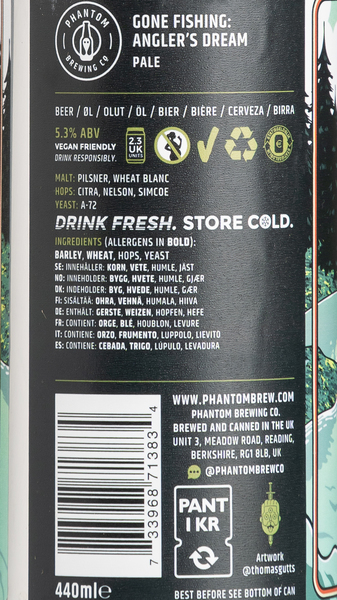 PHANTOM
BREWING CO
GONE FISHING:
ANGLER'S DREAM
PALE
BEER / ØL / OLUT / ÖL / BIER / BIÈRE / CERVEZA / BIRRA
5.3% ABV
VEGAN FRIENDLY
DRINK RESPONSIBLY.
2.3
UK
UNITS
MALT: PILSNER, WHEAT BLANC
HOPS: CITRA, NELSON, SIMCOE
YEAST: A-72
DRINK FRESH. STORE COLD.
INGREDIENTS (ALLERGENS IN BOLD):
BARLEY, WHEAT, HOPS, YEAST
SE: INNEHÅLLER: KORN, VETE, HUMLE, JÄST
NO: INNEHOLDER: BYGG, HVETE, HUMLE, GJÆR
DK: INDEHOLDER: BYG, HVEDE, HUMLE, GÆR
FI: SISÄLTÄÄ: OHRA, VEHNÄ, HUMALA, HIIVA
DE: ENTHÄLT: GERSTE, WEIZEN, HOPFEN, HEFE
FR: CONTIENT: ORGE, BLÉ, HOUBLON, LEVURE
IT: CONTIENE: ORZO, FRUMENTO, LUPPOLO, LIEVITO
ES: CONTIENE: CEBADA, TRIGO, LÚPULO, LEVADURA
WWW.PHANTOMBREW.COM
PHANTOM BREWING CO.
BREWED AND CANNED IN THE UK
UNIT 3, MEADOW ROAD, READING,
BERKSHIRE, RG1 8LB, UK
@PHANTOMBREWCO
7 33968 71383 4
PANT
1 KR
Artwork
@thomasgutts
440ml℮
BEST BEFORE SEE BOTTOM OF CAN